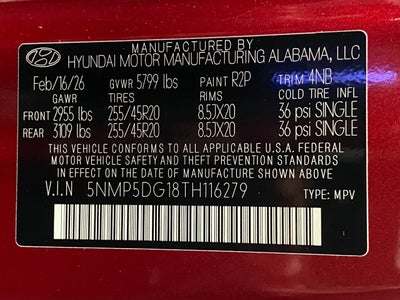 MANUFACTURED BY
HYUNDAI MOTOR MANUFACTURING ALABAMA, LLC
Feb/16/26 GVWR 5799 lbs PAINT R2P TRIM 4NB
GAWR TIRES RIMS COLD TIRE INFL
FRONT 2955 lbs 255/45R20 8.5JX20 36 psi SINGLE
REAR 3109 lbs 255/45R20 8.5JX20 36 psi SINGLE
THIS VEHICLE CONFORMS TO ALL APPLICABLE U.S.A. FEDERAL
MOTOR VEHICLE SAFETY AND THEFT PREVENTION STANDARDS
IN EFFECT ON THE DATE OF MANUFACTURE SHOWN ABOVE.
V.I.N 5NMP5DG18TH116279 TYPE: MPV